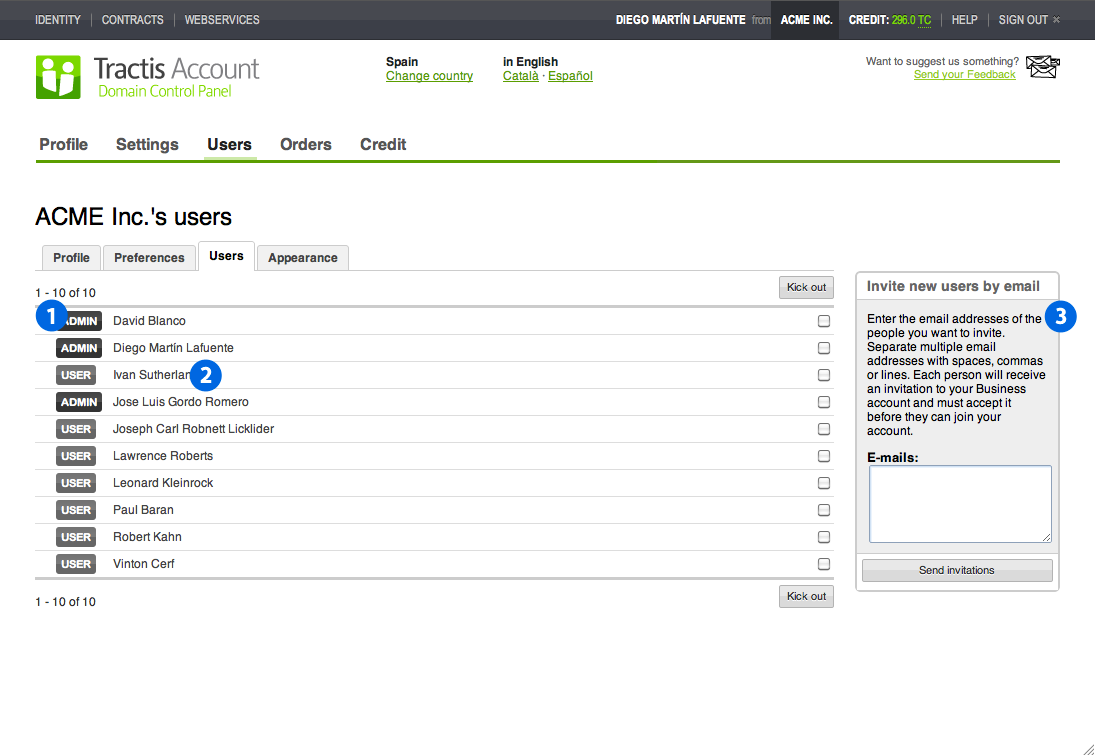 IDENTITY CONTRACTS WEBSERVICES DIEGO MARTÍN LAFUENTE from ACME INC. CREDIT: 296.0 TC HELP SIGN OUT ×
Tractis Account
Domain Control Panel
Spain
Change country
in English
Català · Español
Want to suggest us something?
Send your Feedback
Profile Settings Users Orders Credit
ACME Inc.'s users
Profile Preferences Users Appearance
1 - 10 of 10 Kick out
1 ADMIN David Blanco
ADMIN Diego Martín Lafuente
USER Ivan Sutherlan 2
ADMIN Jose Luis Gordo Romero
USER Joseph Carl Robnett Licklider
USER Lawrence Roberts
USER Leonard Kleinrock
USER Paul Baran
USER Robert Kahn
USER Vinton Cerf
1 - 10 of 10 Kick out
Invite new users by email
3
Enter the email addresses of the
people you want to invite.
Separate multiple email
addresses with spaces, commas
or lines. Each person will receive
an invitation to your Business
account and must accept it
before they can join your
account.
E-mails:
Send invitations